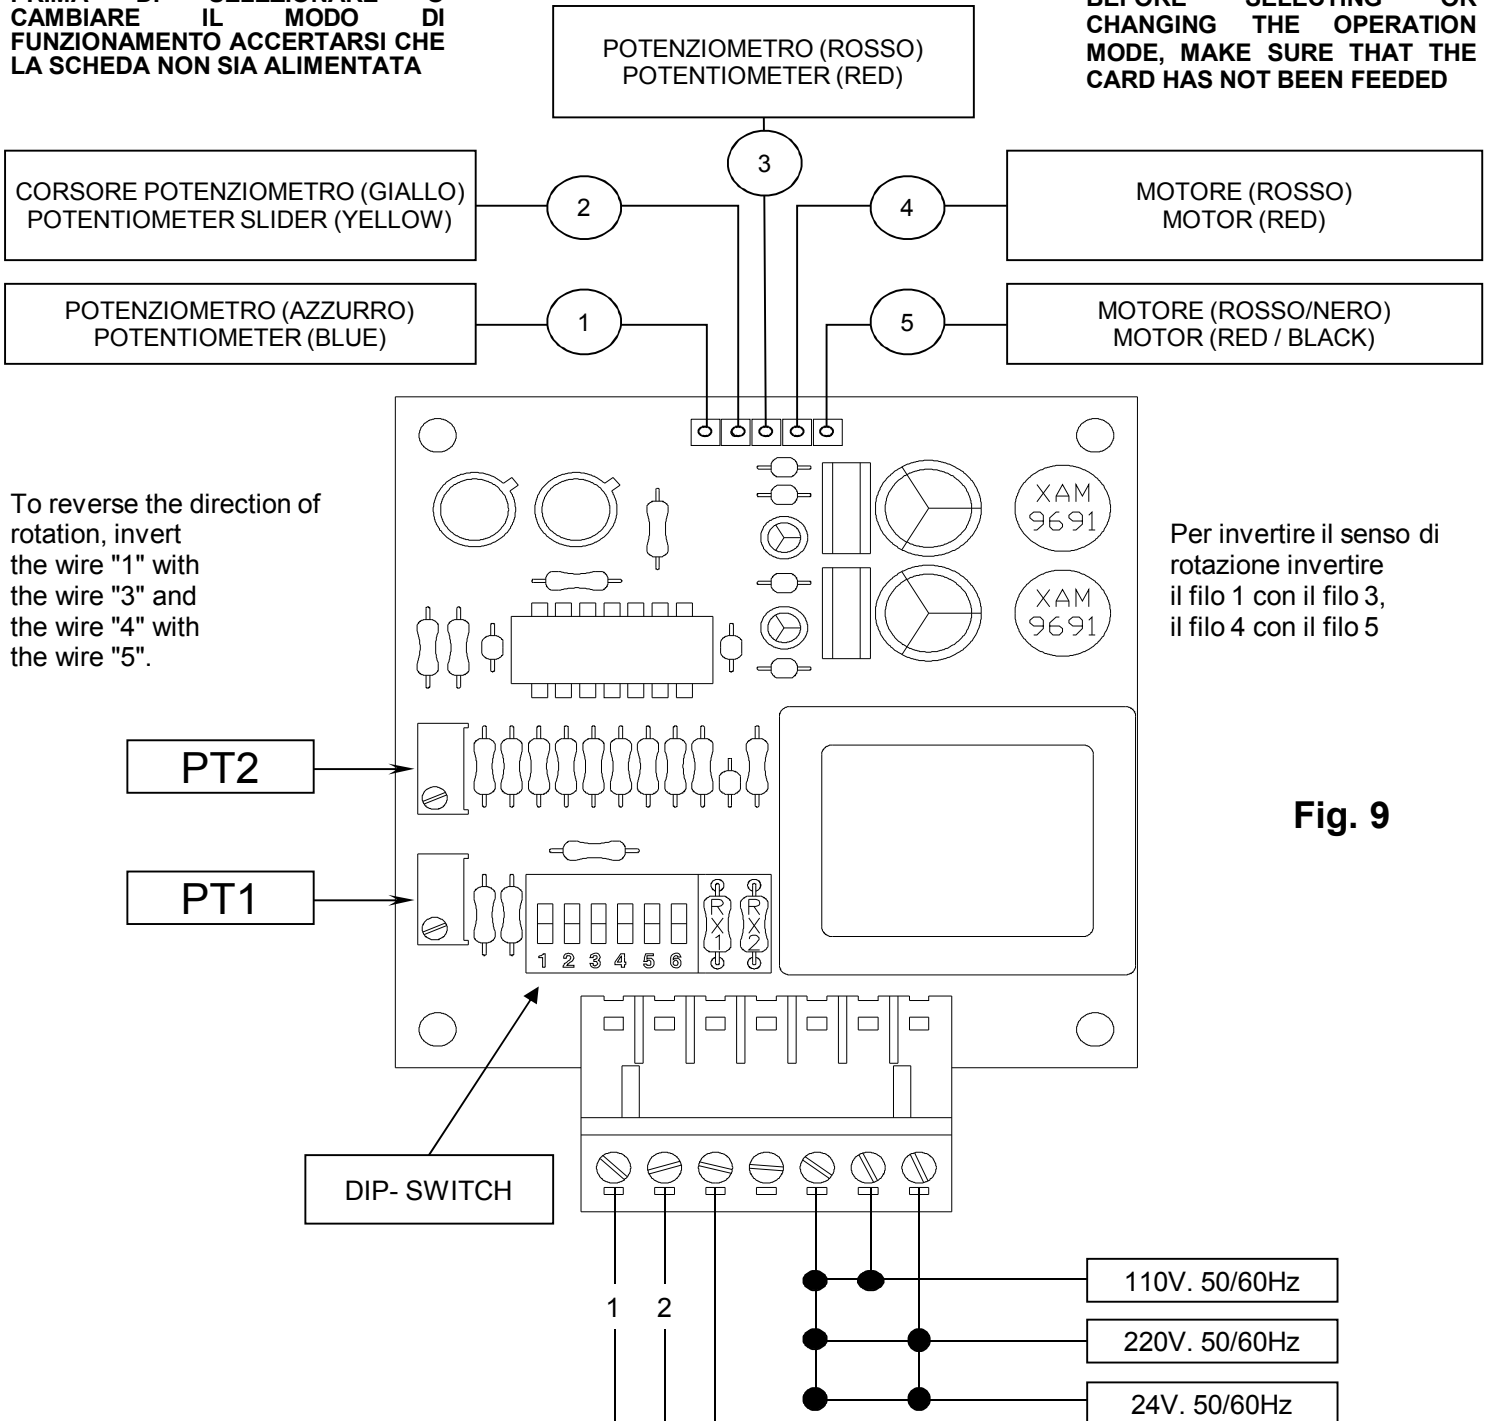 PRIMA DI SELEZIONARE O
CAMBIARE IL MODO DI
FUNZIONAMENTO ACCERTARSI CHE
LA SCHEDA NON SIA ALIMENTATA
POTENZIOMETRO (ROSSO)
POTENTIOMETER (RED)
BEFORE SELECTING OR
CHANGING THE OPERATION
MODE, MAKE SURE THAT THE
CARD HAS NOT BEEN FEEDED
3
CORSORE POTENZIOMETRO (GIALLO)
POTENTIOMETER SLIDER (YELLOW)
2
4
MOTORE (ROSSO)
MOTOR (RED)
POTENZIOMETRO (AZZURRO)
POTENTIOMETER (BLUE)
1
5
MOTORE (ROSSO/NERO)
MOTOR (RED / BLACK)
To reverse the direction of
rotation, invert
the wire "1" with
the wire "3" and
the wire "4" with
the wire "5".
XAM
9691
XAM
9691
Per invertire il senso di
rotazione invertire
il filo 1 con il filo 3,
il filo 4 con il filo 5
PT2
Fig. 9
PT1
RX1
RX2
1 2 3 4 5 6
DIP- SWITCH
1 2
110V. 50/60Hz
220V. 50/60Hz
24V. 50/60Hz